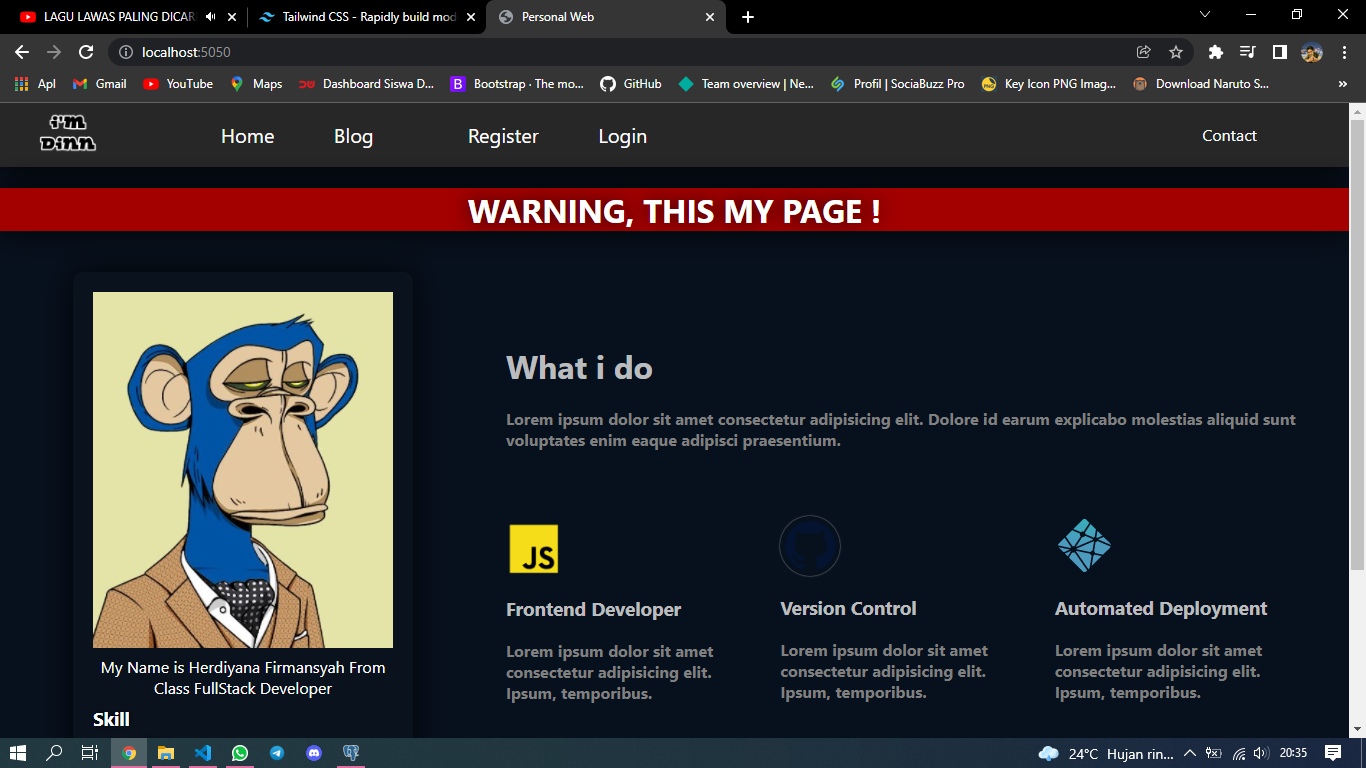 LAGU LAWAS PALING DICAR
Tailwind CSS - Rapidly build mod
Personal Web
localhost:5050
Apl
Gmail
YouTube
Maps
Dashboard Siswa D...
Bootstrap · The mo...
GitHub
Team overview | Ne...
Profil | SociaBuzz Pro
Key Icon PNG Imag...
Download Naruto S...
i'm
Dinn
Home
Blog
Register
Login
Contact
WARNING, THIS MY PAGE !
My Name is Herdiyana Firmansyah From
Class FullStack Developer
Skill
What i do
Lorem ipsum dolor sit amet consectetur adipisicing elit. Dolore id earum explicabo molestias aliquid sunt
voluptates enim eaque adipisci praesentium.
JS
Frontend Developer
Lorem ipsum dolor sit amet
consectetur adipisicing elit.
Ipsum, temporibus.
Version Control
Lorem ipsum dolor sit amet
consectetur adipisicing elit.
Ipsum, temporibus.
Automated Deployment
Lorem ipsum dolor sit amet
consectetur adipisicing elit.
Ipsum, temporibus.
24°C Hujan rin...
20:35